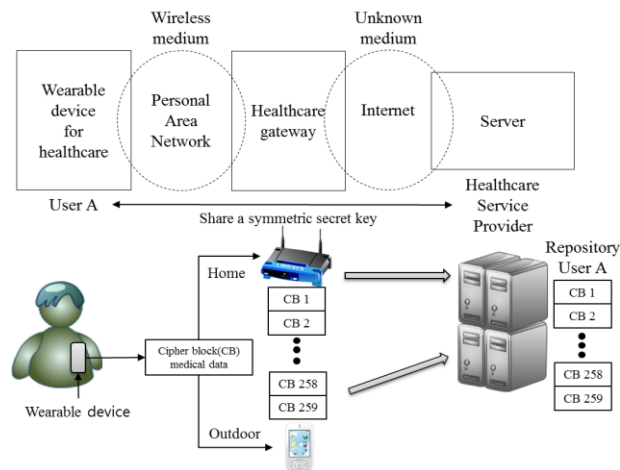 Wireless
medium
Unknown
medium
Wearable
device
for
healthcare
Personal
Area
Network
Healthcare
gateway
Internet
Server
User A
Share a symmetric secret key
Healthcare
Service
Provider
Home
Repository
User A
CB 1
CB 2
CB 258
CB 259
CB 1
CB 2
CB 258
CB 259
Cipher block(CB)
medical data
Wearable device
Outdoor